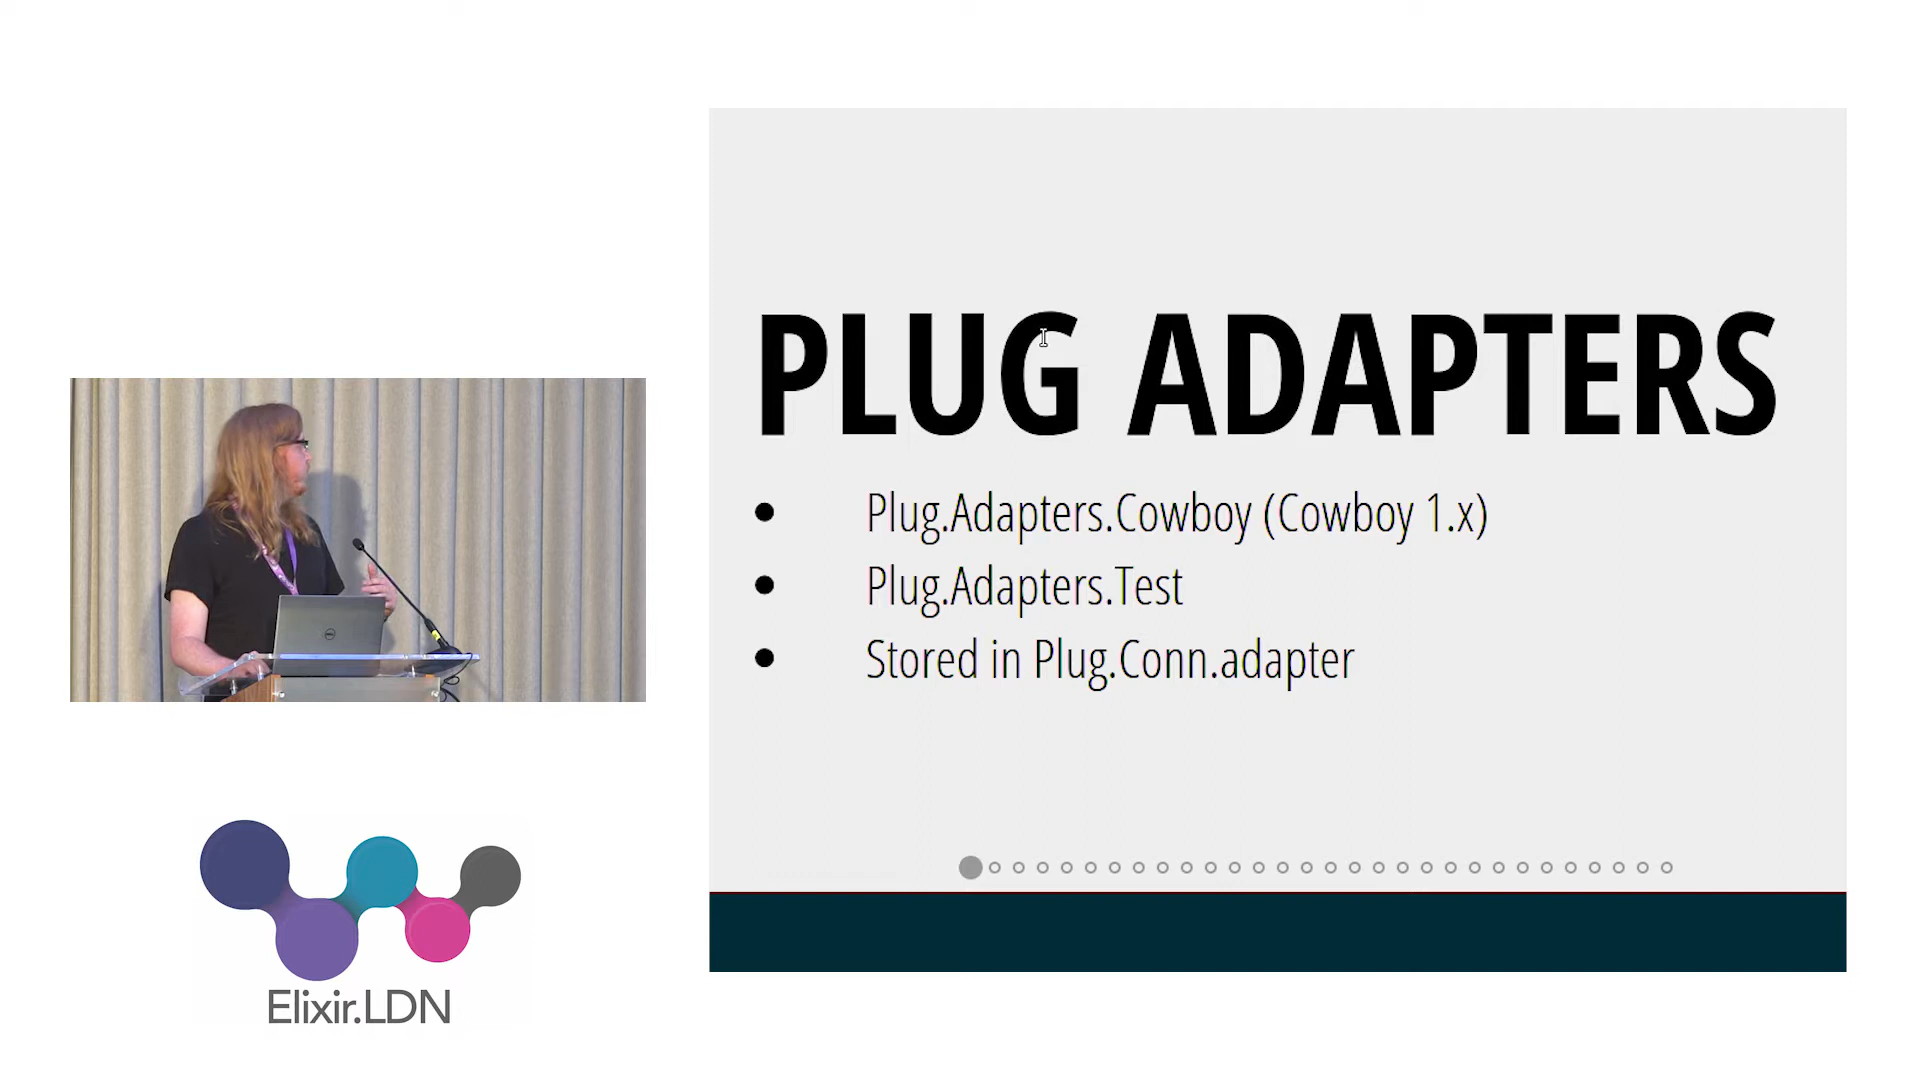 PLUG ADAPTERS
Plug.Adapters.Cowboy (Cowboy 1.x)
Plug.Adapters.Test
Stored in Plug.Conn.adapter
Elixir.LDN